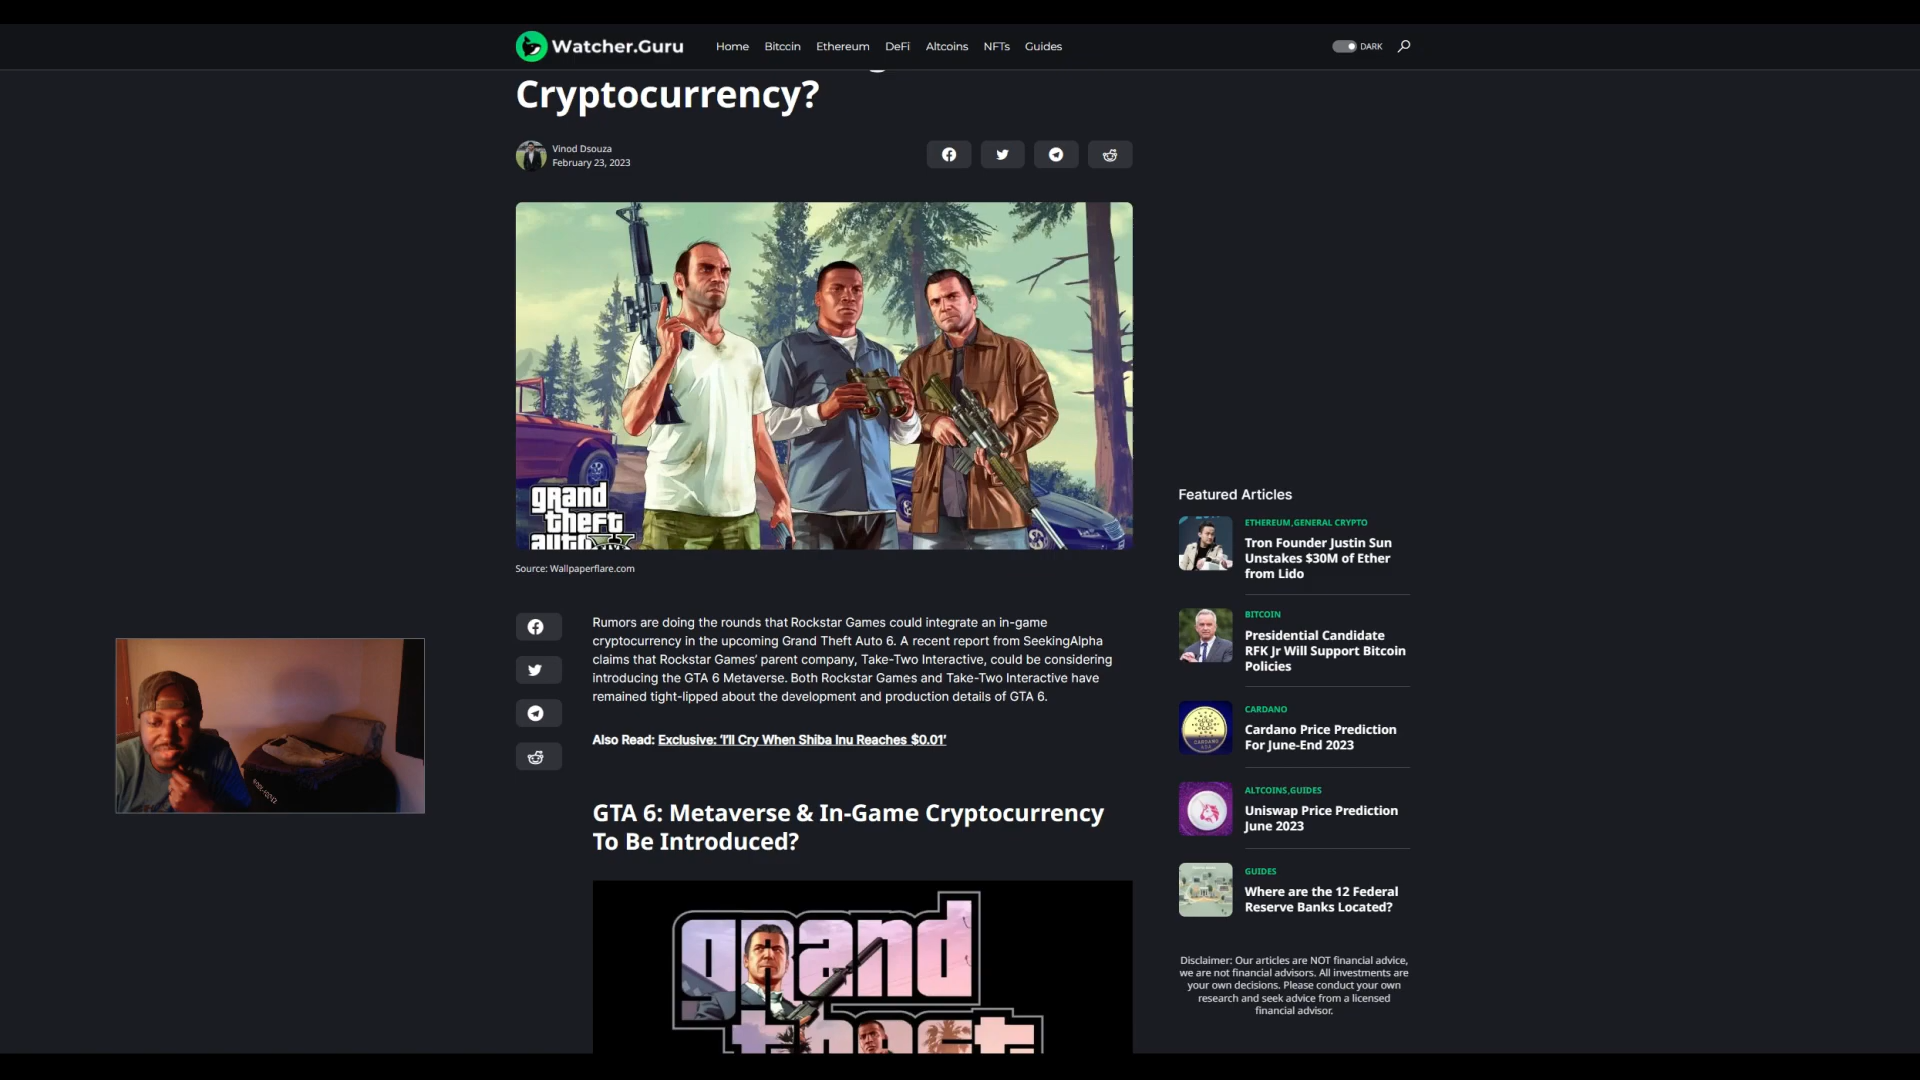 Watcher.Guru
Home Bitcoin Ethereum DeFi Altcoins NFTs Guides
DARK
Cryptocurrency?
Vinod Dsouza
February 23, 2023
grand
theft
auto V
Source: Wallpaperflare.com
Rumors are doing the rounds that Rockstar Games could integrate an in-game
cryptocurrency in the upcoming Grand Theft Auto 6. A recent report from SeekingAlpha
claims that Rockstar Games’ parent company, Take-Two Interactive, could be considering
introducing the GTA 6 Metaverse. Both Rockstar Games and Take-Two Interactive have
remained tight-lipped about the development and production details of GTA 6.
Also Read: Exclusive: ‘I’ll Cry When Shiba Inu Reaches $0.01’
GTA 6: Metaverse & In-Game Cryptocurrency
To Be Introduced?
grand
theft
Featured Articles
ETHEREUM,GENERAL CRYPTO
Tron Founder Justin Sun
Unstakes $30M of Ether
from Lido
BITCOIN
Presidential Candidate
RFK Jr Will Support Bitcoin
Policies
CARDANO
Cardano Price Prediction
For June-End 2023
CARDANO
ALTCOINS,GUIDES
Uniswap Price Prediction
June 2023
GUIDES
Where are the 12 Federal
Reserve Banks Located?
Disclaimer: Our articles are NOT financial advice,
we are not financial advisors. All investments are
your own decisions. Please conduct your own
research and seek advice from a licensed
financial advisor.